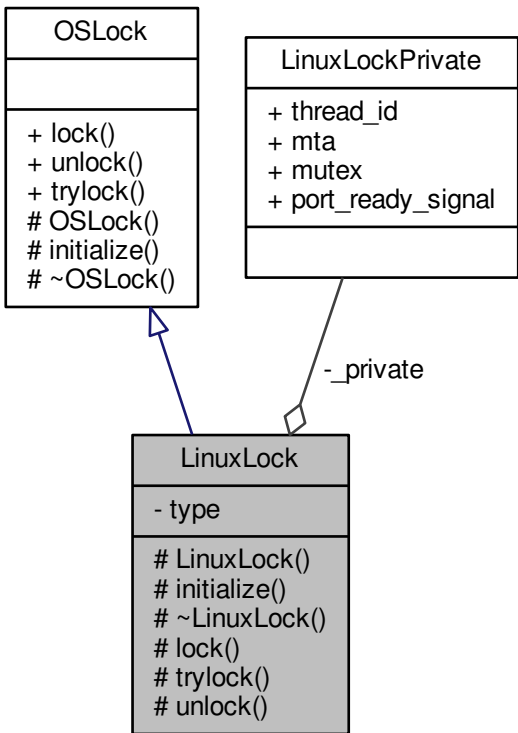 OSLock
+ lock()
+ unlock()
+ trylock()
# OSLock()
# initialize()
# ~OSLock()
LinuxLockPrivate
+ thread_id
+ mta
+ mutex
+ port_ready_signal
-_private
LinuxLock
- type
# LinuxLock()
# initialize()
# ~LinuxLock()
# lock()
# trylock()
# unlock()